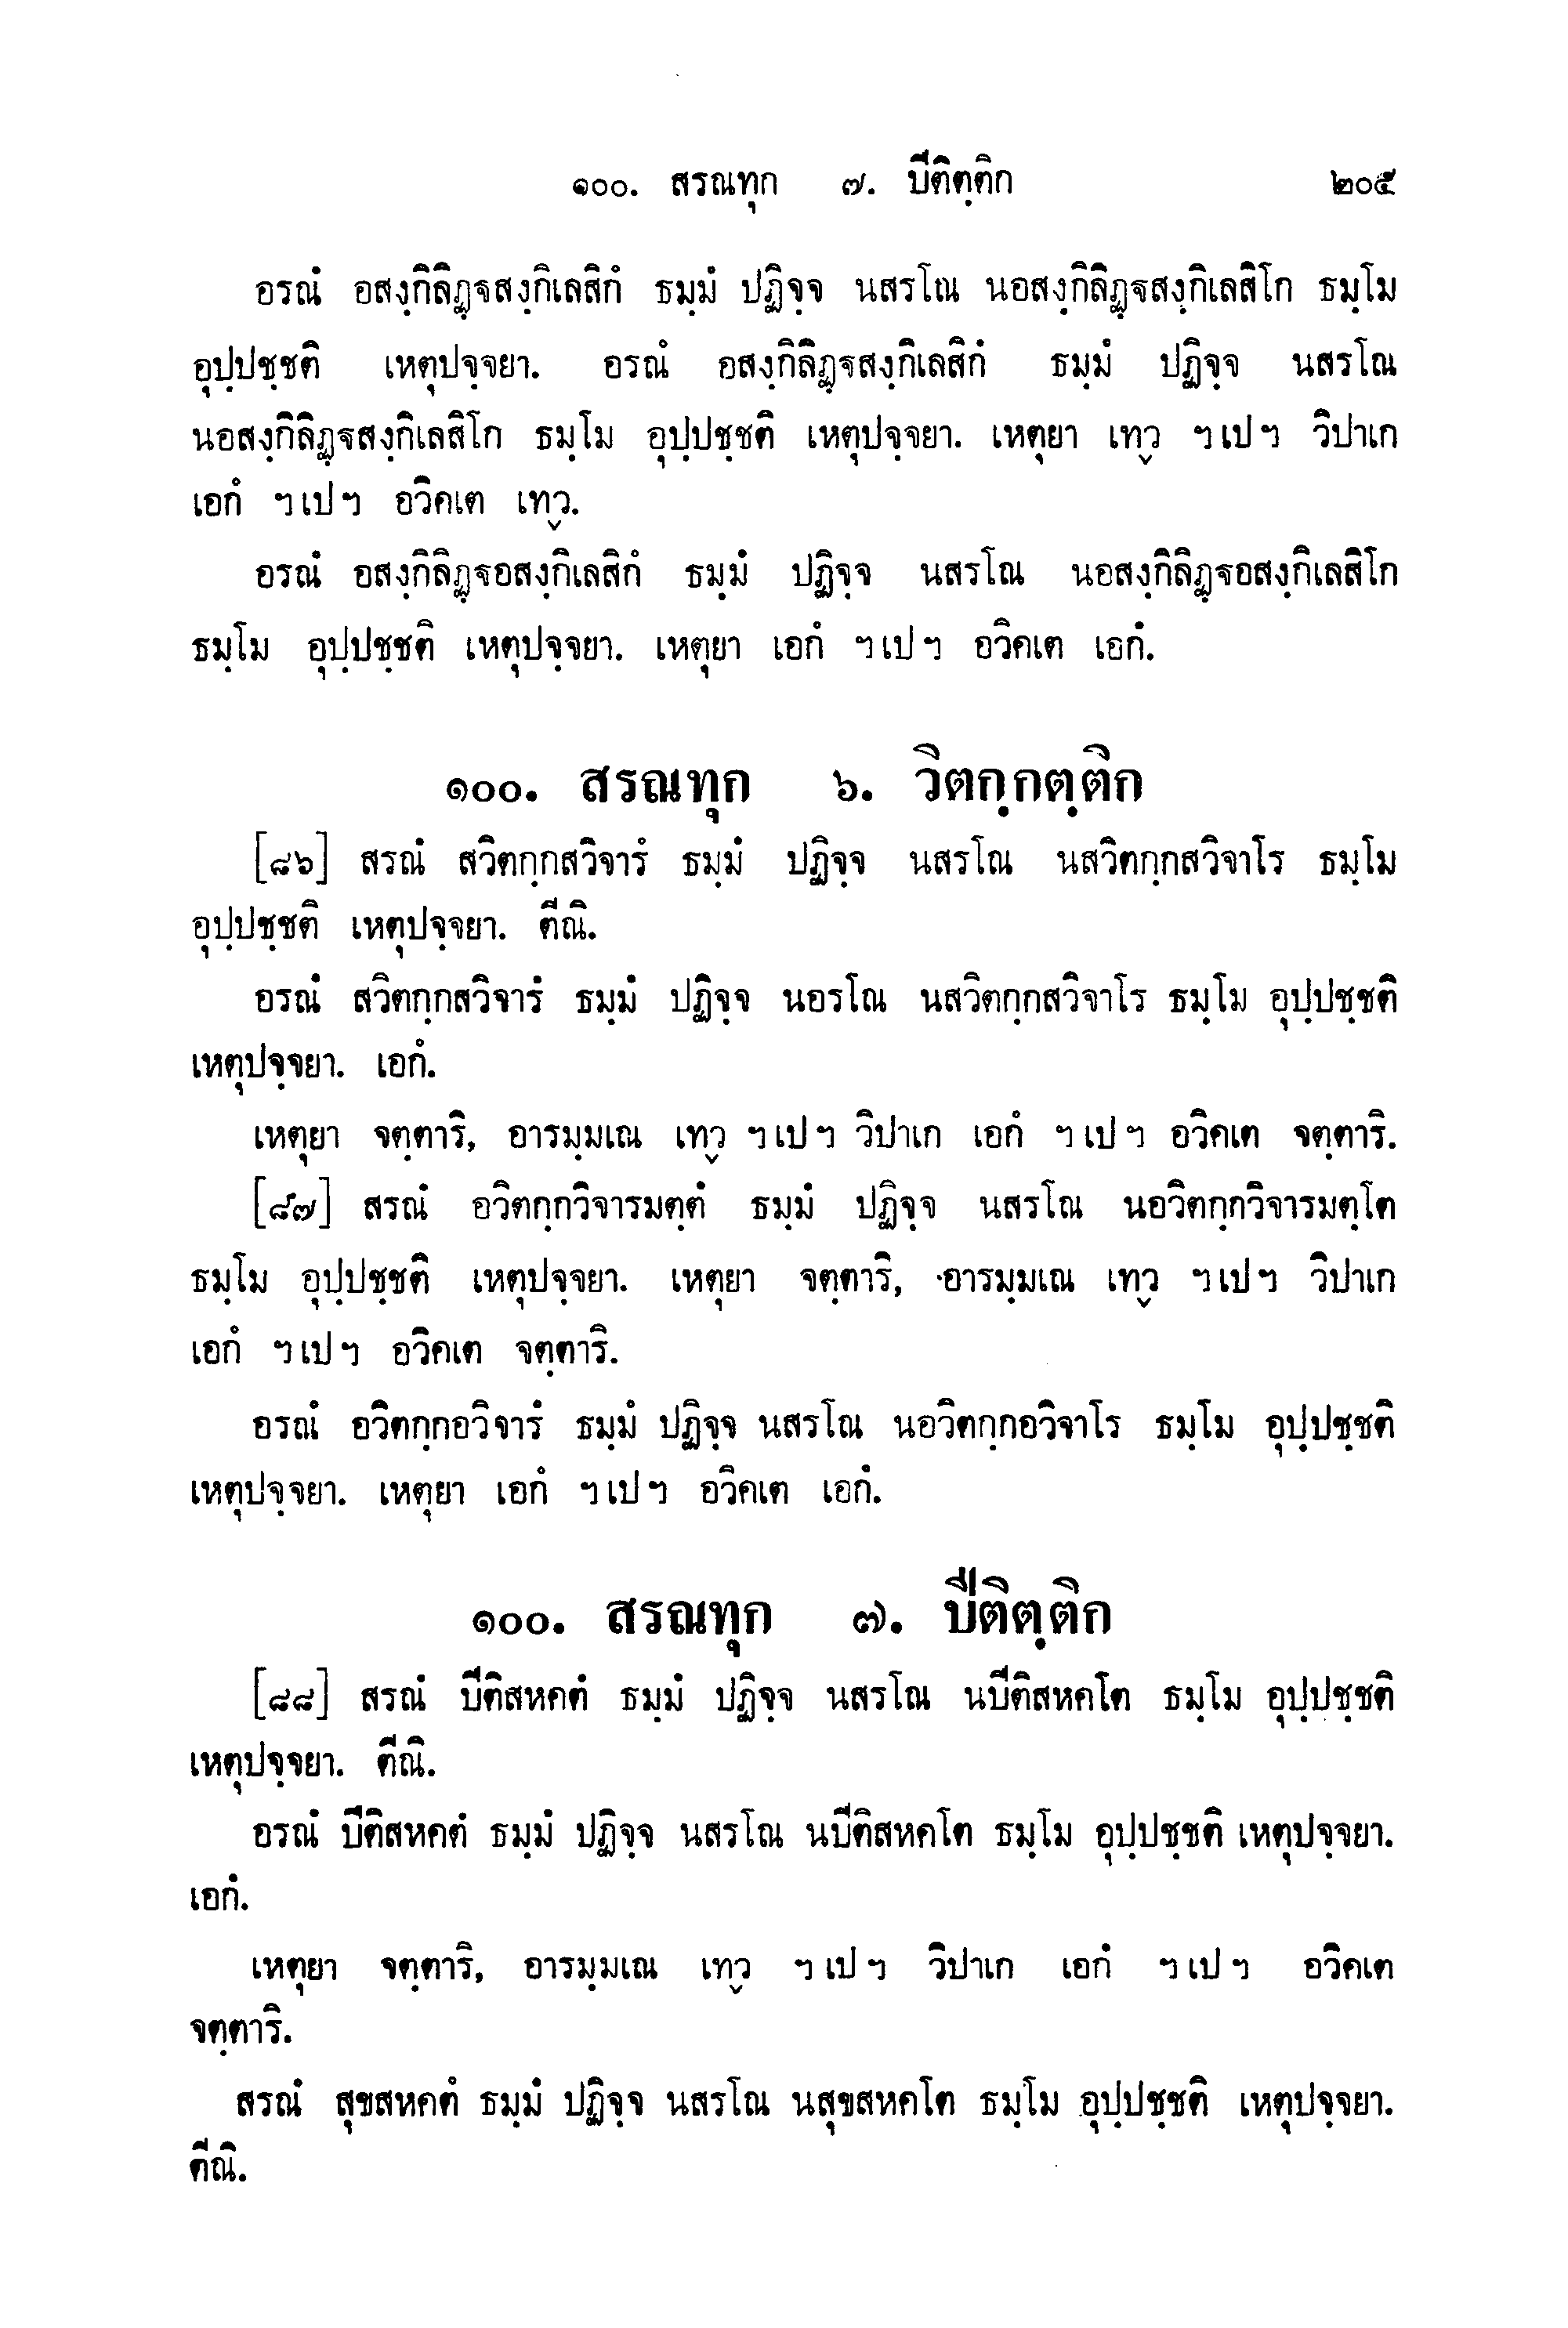 ๑๐๐. สรณทุก ๗. ปีติตฺติก ๒๐๕
อรณํ อสงฺกิลิฏฺฐสงฺกิเลสิกํ ธมฺมํ ปฏิจฺจ นสรโณ นอสงฺกิลิฏฺฐสงฺกิเลสิโก ธมฺโม
อุปฺปชฺชติ เหตุปจฺจยา. อรณํ อสงฺกิลิฏฺฐสงฺกิเลสิกํ ธมฺมํ ปฏิจฺจ นสรโณ
นอสงฺกิลิฏฺฐสงฺกิเลสิโก ธมฺโม อุปฺปชฺชติ เหตุปจฺจยา. เหตุยา เทฺว ฯเปฯ วิปาเก
เอกํ ฯเปฯ อวิคเต เทฺว.
อรณํ อสงฺกิลิฏฺฐอสงฺกิเลสิกํ ธมฺมํ ปฏิจฺจ นสรโณ นอสงฺกิลิฏฺฐอสงฺกิเลสิโก
ธมฺโม อุปฺปชฺชติ เหตุปจฺจยา. เหตุยา เอกํ ฯเปฯ อวิคเต เอกํ.
๑๐๐. สรณทุก ๖. วิตกฺกตฺติก
[๘๖] สรณํ สวิตกฺกสวิจารํ ธมฺมํ ปฏิจฺจ นสรโณ นสวิตกฺกสวิจาโร ธมฺโม
อุปฺปชฺชติ เหตุปจฺจยา. ตีณิ.
อรณํ สวิตกฺกสวิจารํ ธมฺมํ ปฏิจฺจ นอรโณ นสวิตกฺกสวิจาโร ธมฺโม อุปฺปชฺชติ
เหตุปจฺจยา. เอกํ.
เหตุยา จตฺตาริ, อารมฺมเณ เทฺว ฯเปฯ วิปาเก เอกํ ฯเปฯ อวิคเต จตฺตาริ.
[๘๗] สรณํ อวิตกฺกวิจารมตฺตํ ธมฺมํ ปฏิจฺจ นสรโณ นอวิตกฺกวิจารมตฺโต
ธมฺโม อุปฺปชฺชติ เหตุปจฺจยา. เหตุยา จตฺตาริ, อารมฺมเณ เทฺว ฯเปฯ วิปาเก
เอกํ ฯเปฯ อวิคเต จตฺตาริ.
อรณํ อวิตกฺกอวิจารํ ธมฺมํ ปฏิจฺจ นสรโณ นอวิตกฺกอวิจาโร ธมฺโม อุปฺปชฺชติ
เหตุปจฺจยา. เหตุยา เอกํ ฯเปฯ อวิคเต เอกํ.
๑๐๐. สรณทุก ๗. ปีติตฺติก
[๘๘] สรณํ ปีติสหคตํ ธมฺมํ ปฏิจฺจ นสรโณ นปีติสหคโต ธมฺโม อุปฺปชฺชติ
เหตุปจฺจยา. ตีณิ.
อรณํ ปีติสหคตํ ธมฺมํ ปฏิจฺจ นสรโณ นปีติสหคโต ธมฺโม อุปฺปชฺชติ เหตุปจฺจยา.
เอกํ.
เหตุยา จตฺตาริ, อารมฺมเณ เทฺว ฯเปฯ วิปาเก เอกํ ฯเปฯ อวิคเต
จตฺตาริ.
สรณํ สุขสหคตํ ธมฺมํ ปฏิจฺจ นสรโณ นสุขสหคโต ธมฺโม อุปฺปชฺชติ เหตุปจฺจยา.
ตีณิ.